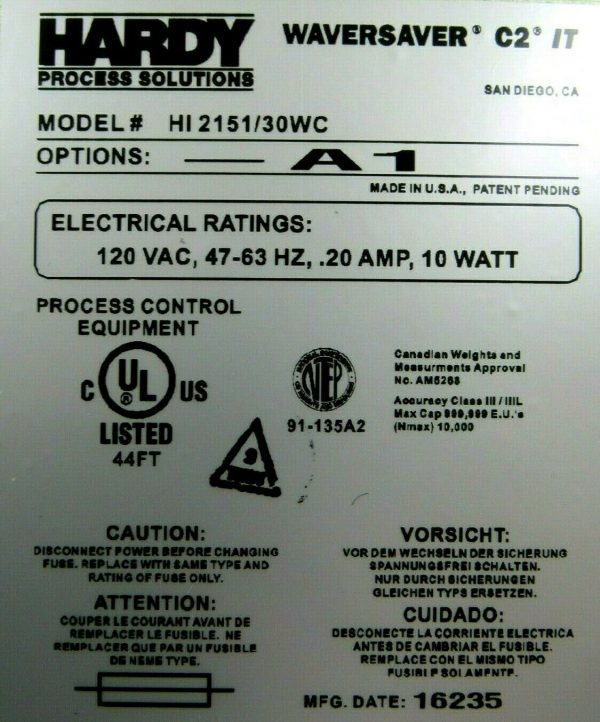 HARDY
PROCESS SOLUTIONS
WAVERSAVER® C2® IT
SAN DIEGO, CA
MODEL # HI 2151/30WC
OPTIONS: —— A1
MADE IN U.S.A., PATENT PENDING
ELECTRICAL RATINGS:
120 VAC, 47-63 HZ, .20 AMP, 10 WATT
PROCESS CONTROL
EQUIPMENT
C UL® US
LISTED
44FT
NTEP
91-135A2
Canadian Weights and
Measurments Approval
No. AM5268
Accuracy Class III / IIIL
Max Cap 999,999 E.U.'s
(Nmax) 10,000
9
CAUTION:
DISCONNECT POWER BEFORE CHANGING
FUSE. REPLACE WITH SAME TYPE AND
RATING OF FUSE ONLY.
ATTENTION:
COUPER LE COURANT AVANT DE
REMPLACER LE FUSIBLE. NE
REMPLACER QUE PAR UN FUSIBLE
DE NEME TYPE.
VORSICHT:
VOR DEM WECHSELN DER SICHERUNG
SPANNUNGSFREI SCHALTEN.
NUR DURCH SICHERUNGEN
GLEICHEN TYPS ERSETZEN.
CUIDADO:
DESCONECTE LA CORRIENTE ELECTRICA
ANTES DE CAMBIAR EL FUSIBLE.
REMPLACE CON EL MISMO TIPO
FUSIBLE SOLAMENTE.
MFG. DATE: 16235